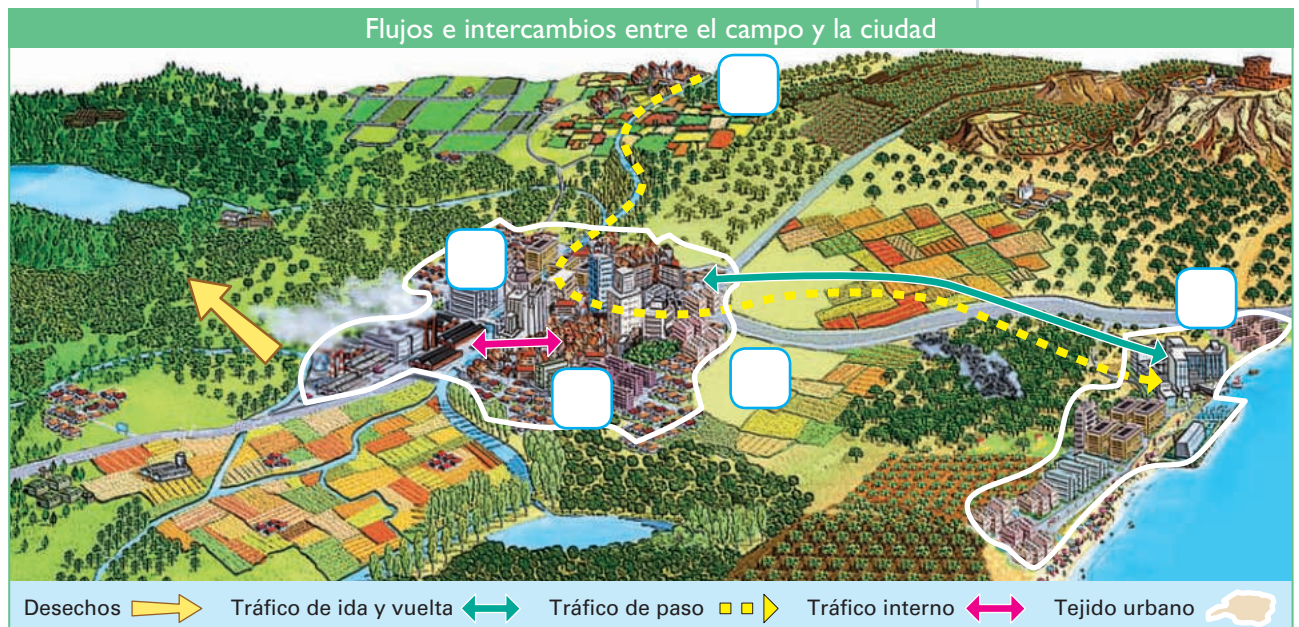 Flujos e intercambios entre el campo y la ciudad
Desechos Tráfico de ida y vuelta Tráfico de paso Tráfico interno Tejido urbano